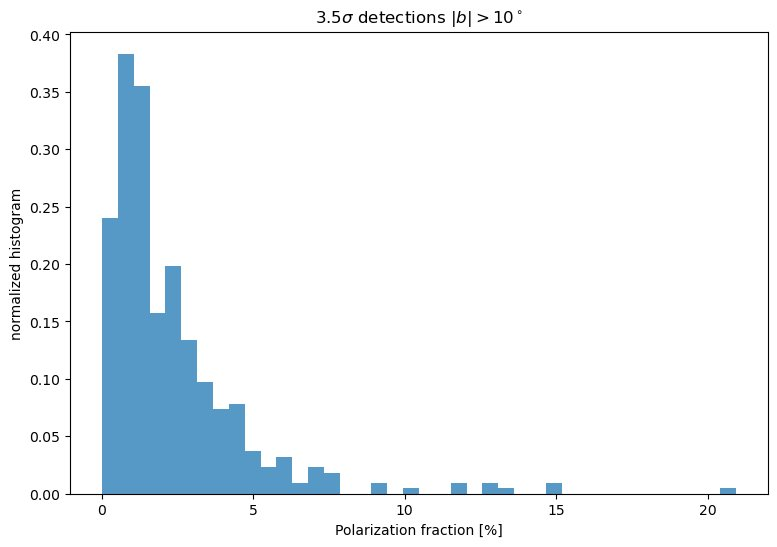 3.5σ detections |b| > 10°
0.40
0.35
0.30
0.25
0.20
0.15
0.10
0.05
0.00
normalized histogram
0 5 10 15 20
Polarization fraction [%]